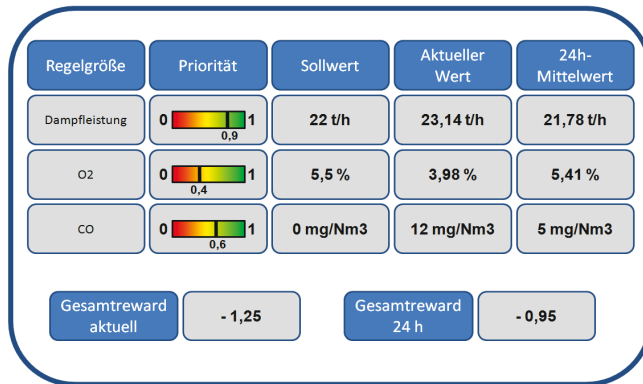 Regelgröße Priorität Sollwert Aktueller Wert 24h-Mittelwert
Dampfleistung 0 1 0,9 22 t/h 23,14 t/h 21,78 t/h
O2 0 1 0,4 5,5 % 3,98 % 5,41 %
CO 0 1 0,6 0 mg/Nm3 12 mg/Nm3 5 mg/Nm3
Gesamtreward aktuell - 1,25 Gesamtreward 24 h - 0,95